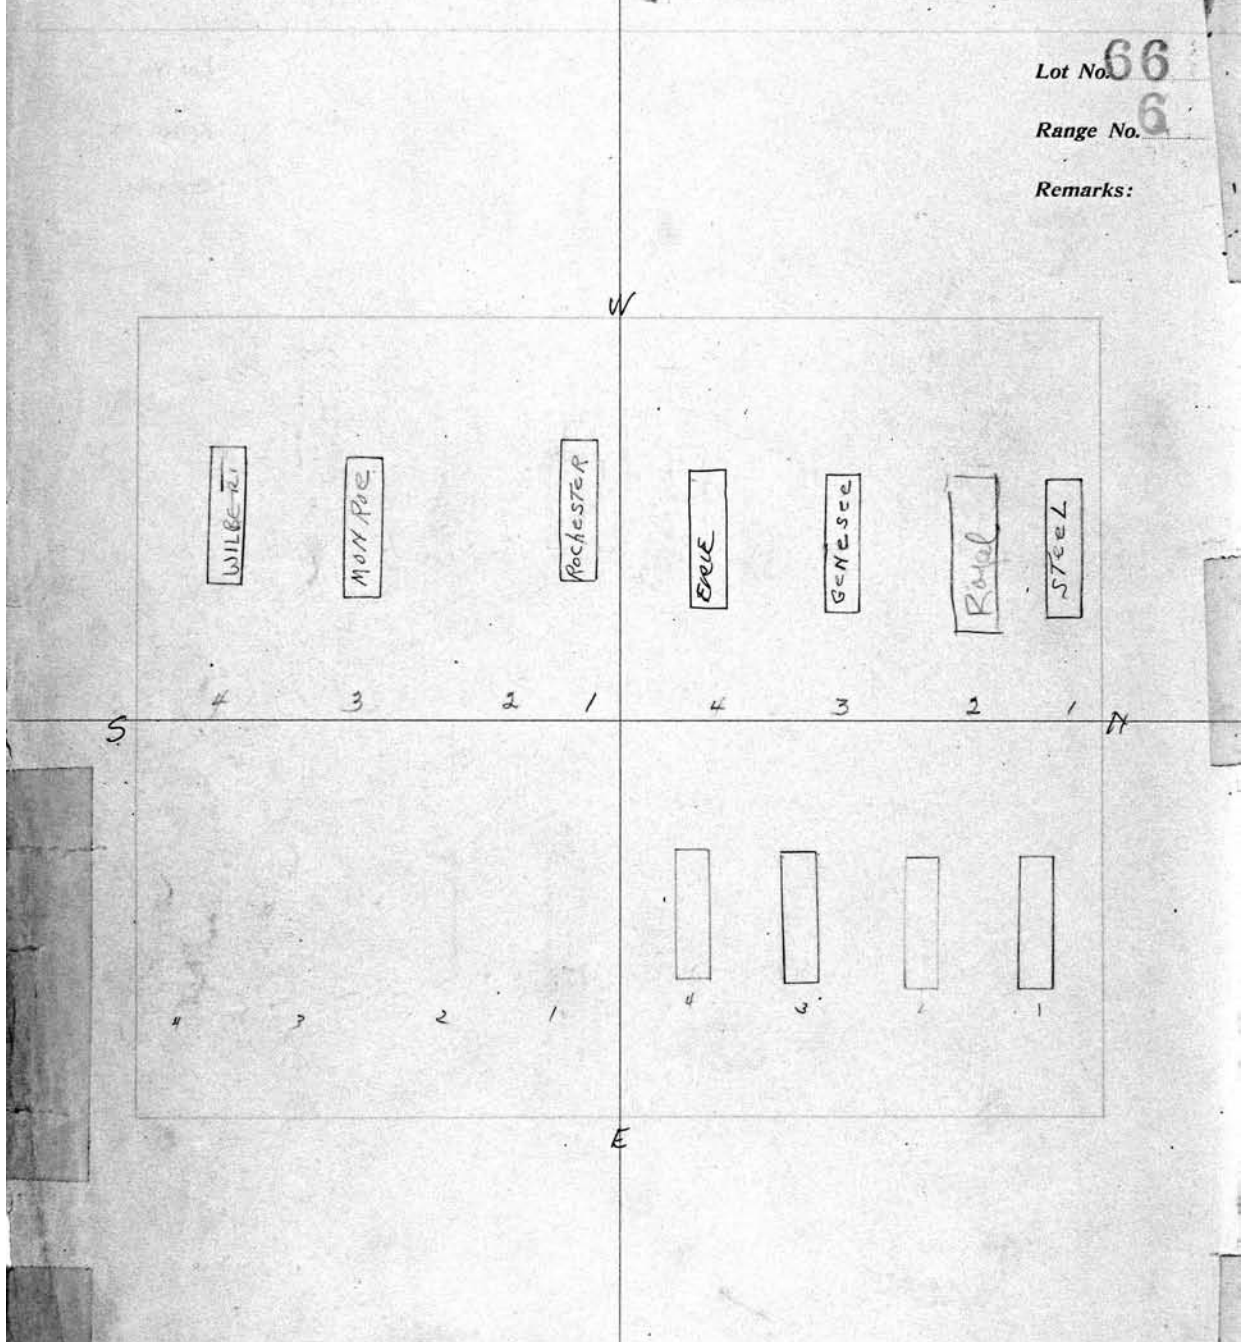 Lot No. 66
Range No. 6
Remarks:
W
WILBERT
MONROE
ROCHESTER
ERIE
GENESEE
Royal
STEEL
4 3 2 1 4 3 2 1
S N
4 3 2 1
4 3 2 1
E